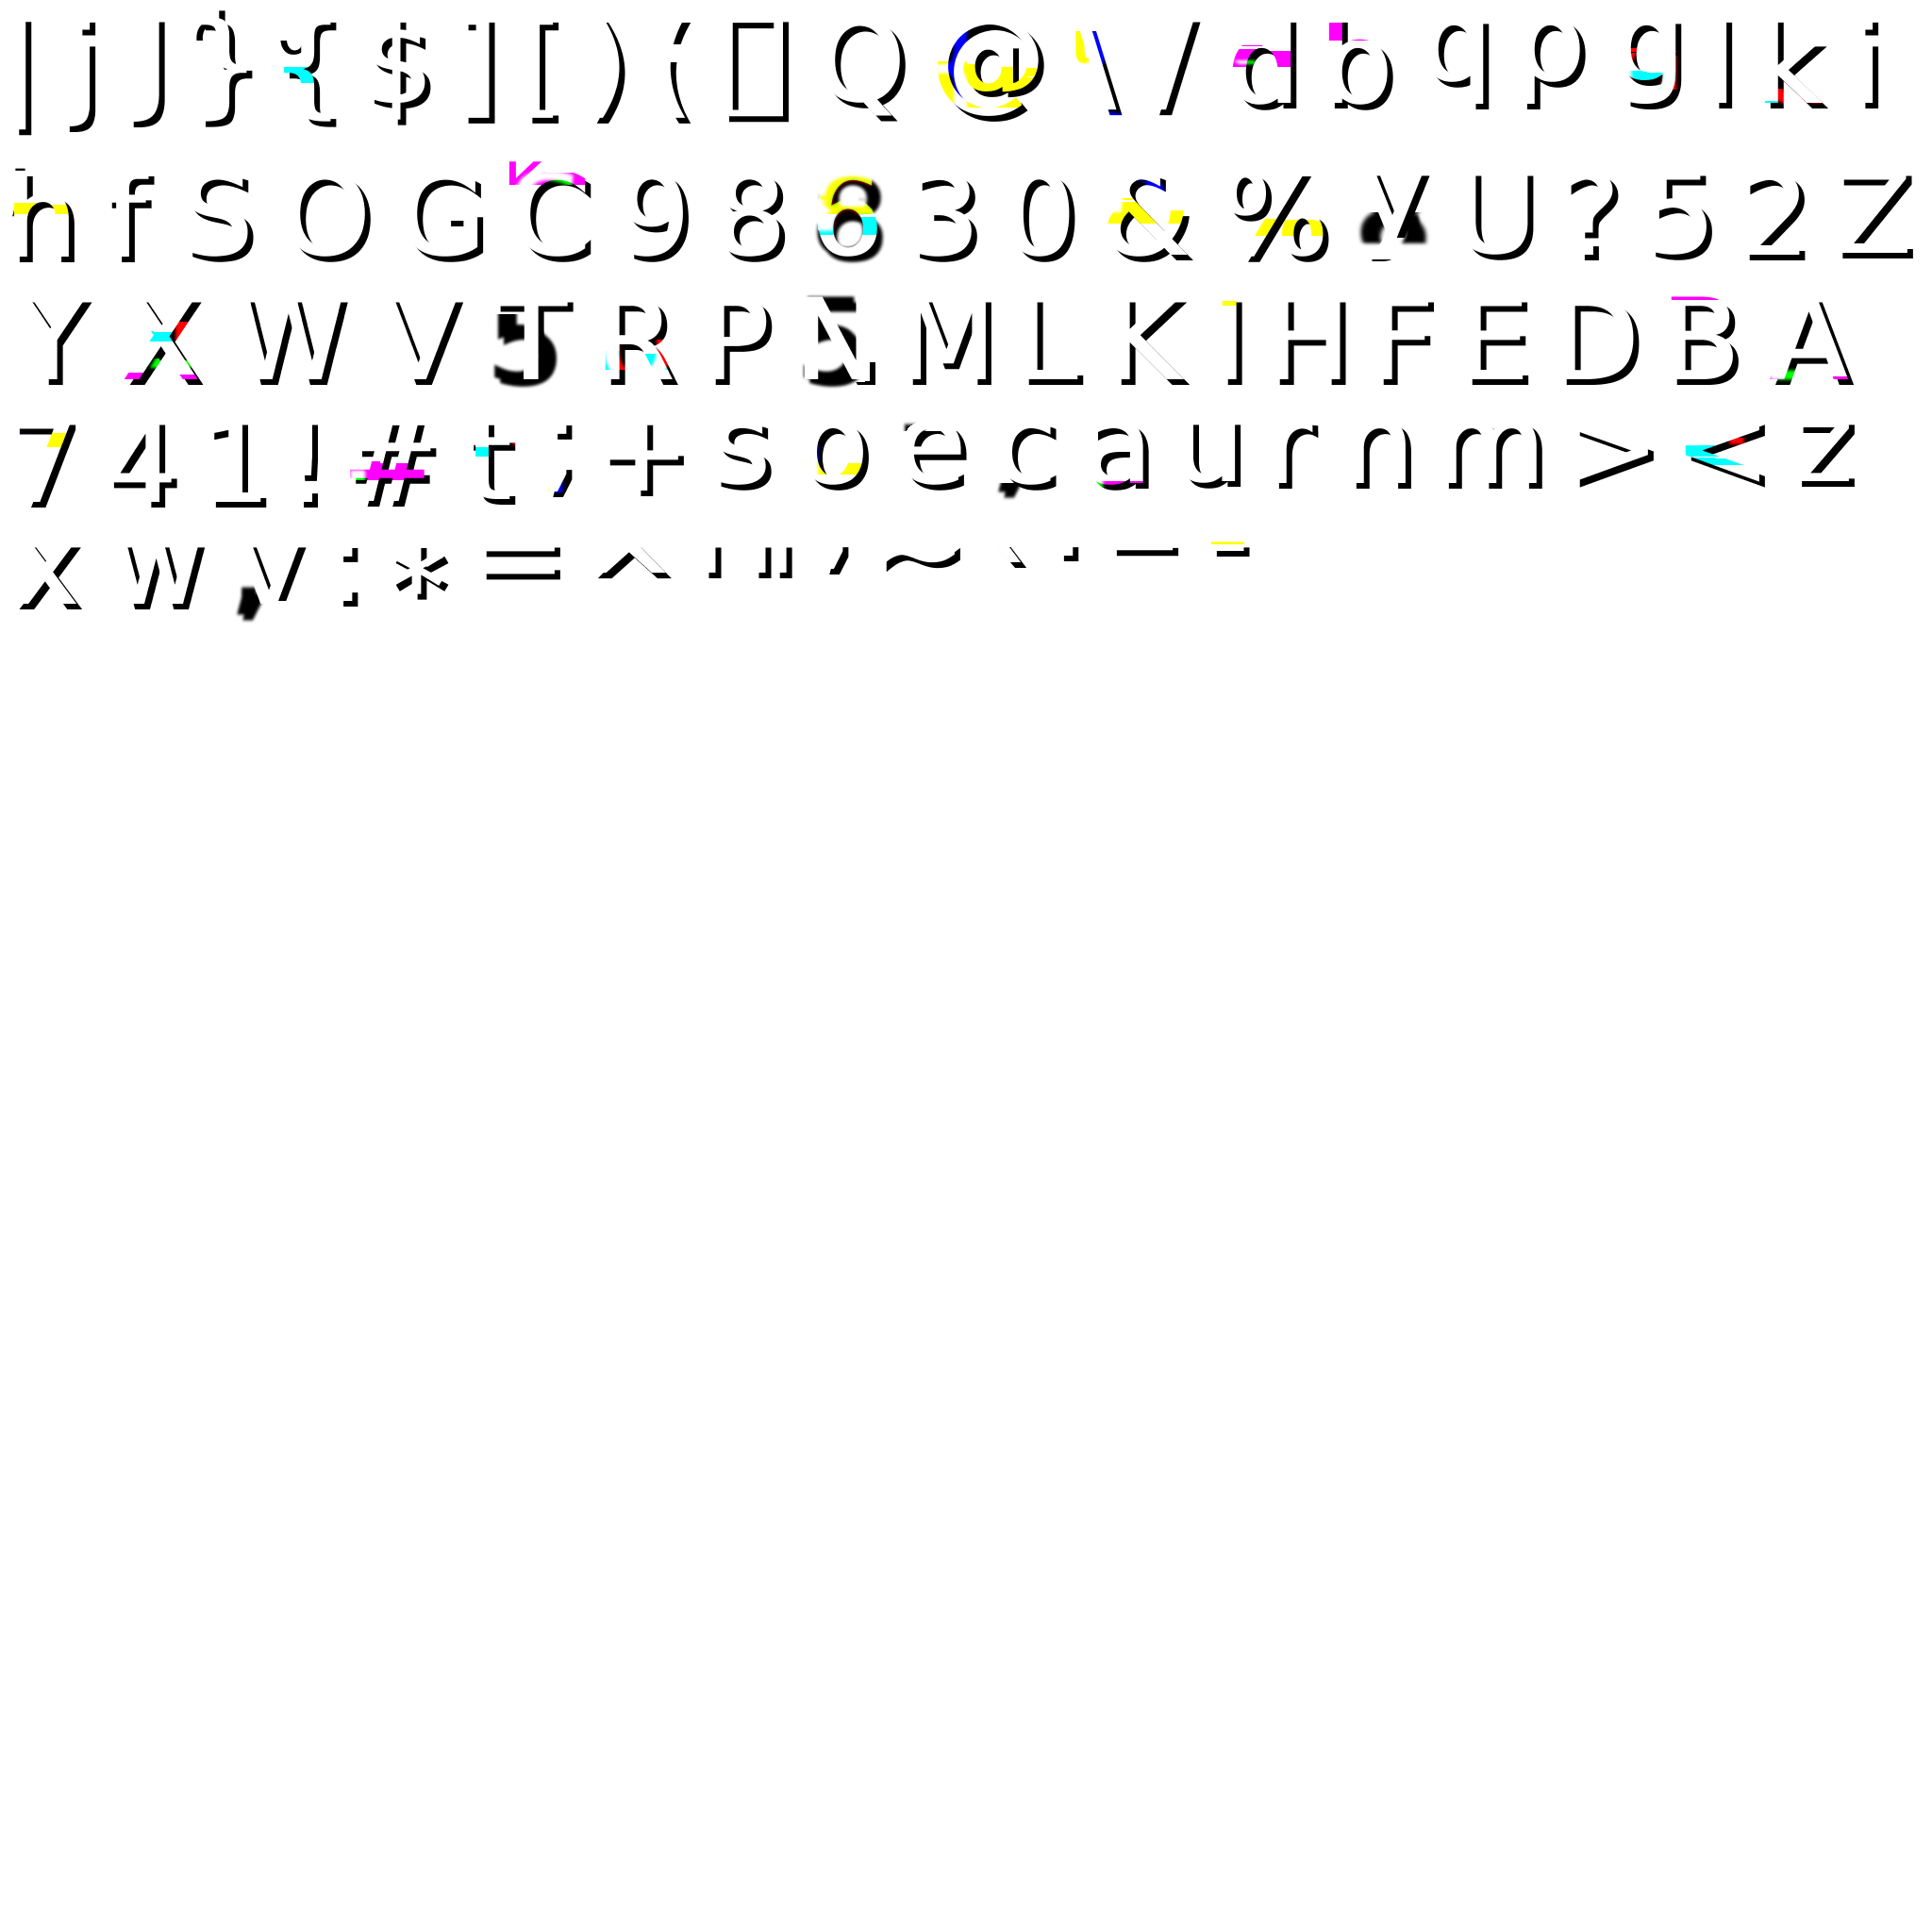 | j J } { $ ] [ ) ( [] Q @ \ / d b q p g l k i
h f S O G C 9 8 6 3 0 & % ¥ U ? 5 2 Z
Y X W V T R P N M L K I H F E D B A
7 4 1 ! # t ; + s o e c a u r n m > < z
x w v : * = ^ ' " , ~ ` . _ -